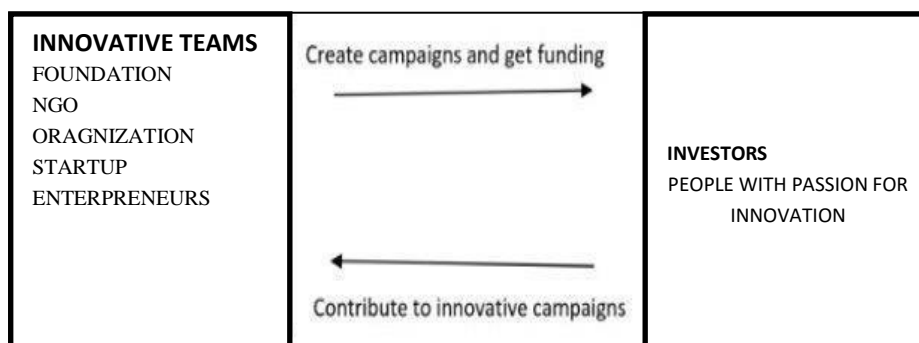 INNOVATIVE TEAMS
FOUNDATION
NGO
ORAGNIZATION
STARTUP
ENTERPRENEURS
Create campaigns and get funding
Contribute to innovative campaigns
INVESTORS
PEOPLE WITH PASSION FOR
INNOVATION